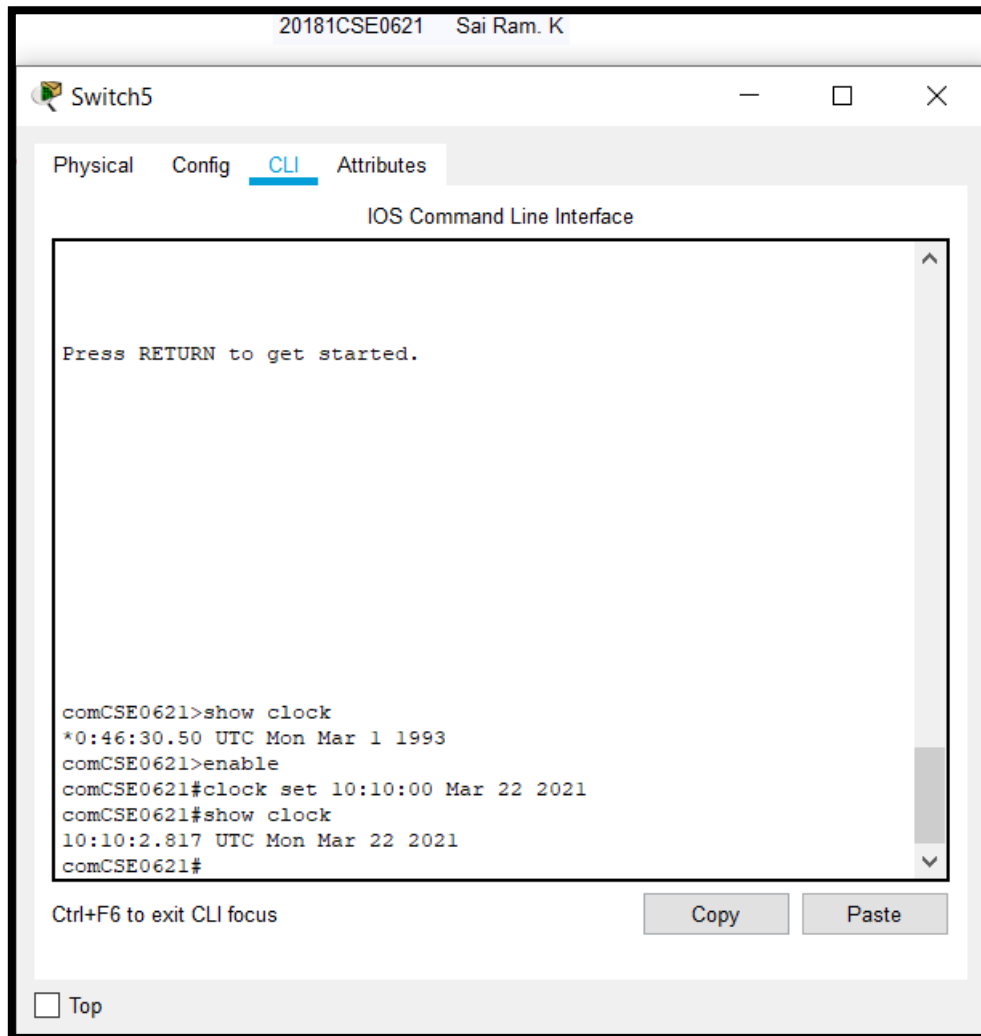 20181CSE0621 Sai Ram. K
Switch5
Physical Config CLI Attributes
IOS Command Line Interface
Press RETURN to get started.
comCSE0621>show clock
*0:46:30.50 UTC Mon Mar 1 1993
comCSE0621>enable
comCSE0621#clock set 10:10:00 Mar 22 2021
comCSE0621#show clock
10:10:2.817 UTC Mon Mar 22 2021
comCSE0621#
Ctrl+F6 to exit CLI focus
Copy Paste
Top